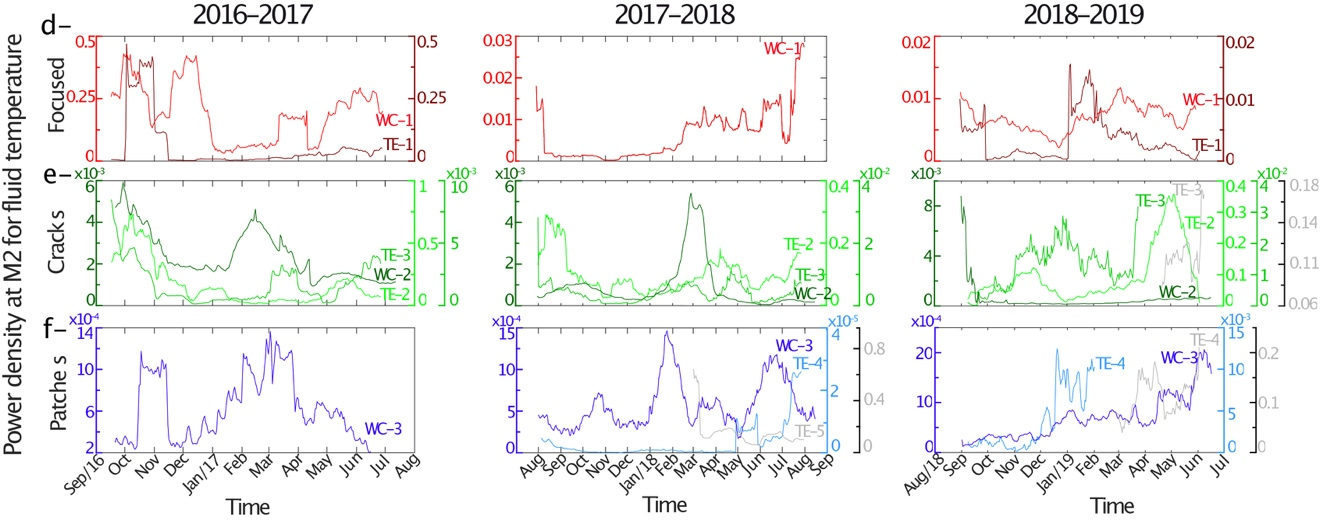 2016–2017 2017–2018 2018–2019
Power density at M2 for fluid temperature
d–
Focused
0.5 0.25 0
0.5 0.25 0
WC–1
TE–1
0.03 0.02 0.01 0
WC–1
0.02 0.01 0
0.02 0.01 0
WC–1
TE–1
e–
Cracks
x10⁻³ 6 4 2 0
1 0.5 0
x10⁻³ 10 5 0
TE–3
WC–2
TE–2
x10⁻³ 6 4 2 0
0.4 0.2 0
x10⁻² 4 2 0
TE–2
TE–3
WC–2
x10⁻³ 8 4 0
0.4 0.3 0.2 0.1 0
x10⁻² 4 3 2 1 0
0.18 0.14 0.11 0.06
TE–3
TE–3
TE–2
WC–2
f–
Patches
x10⁻⁴ 14 10 6 2
WC–3
x10⁻⁴ 15 10 5 0
x10⁻⁵ 4 2 0
0.8 0.4 0
WC–3
TE–4
TE–5
x10⁻⁴ 20 10 0
x10⁻³ 15 10 5 0
0.2 0.1 0
TE–4
WC–3
TE–4
Sep/16 Oct Nov Dec Jan/17 Feb Mar Apr May Jun Jul Aug
Aug Sep Oct Nov Dec Jan/18 Feb Mar Apr May Jun Jul Aug Sep
Aug/18 Sep Oct Nov Dec Jan/19 Feb Mar Apr May Jun Jul
Time Time Time